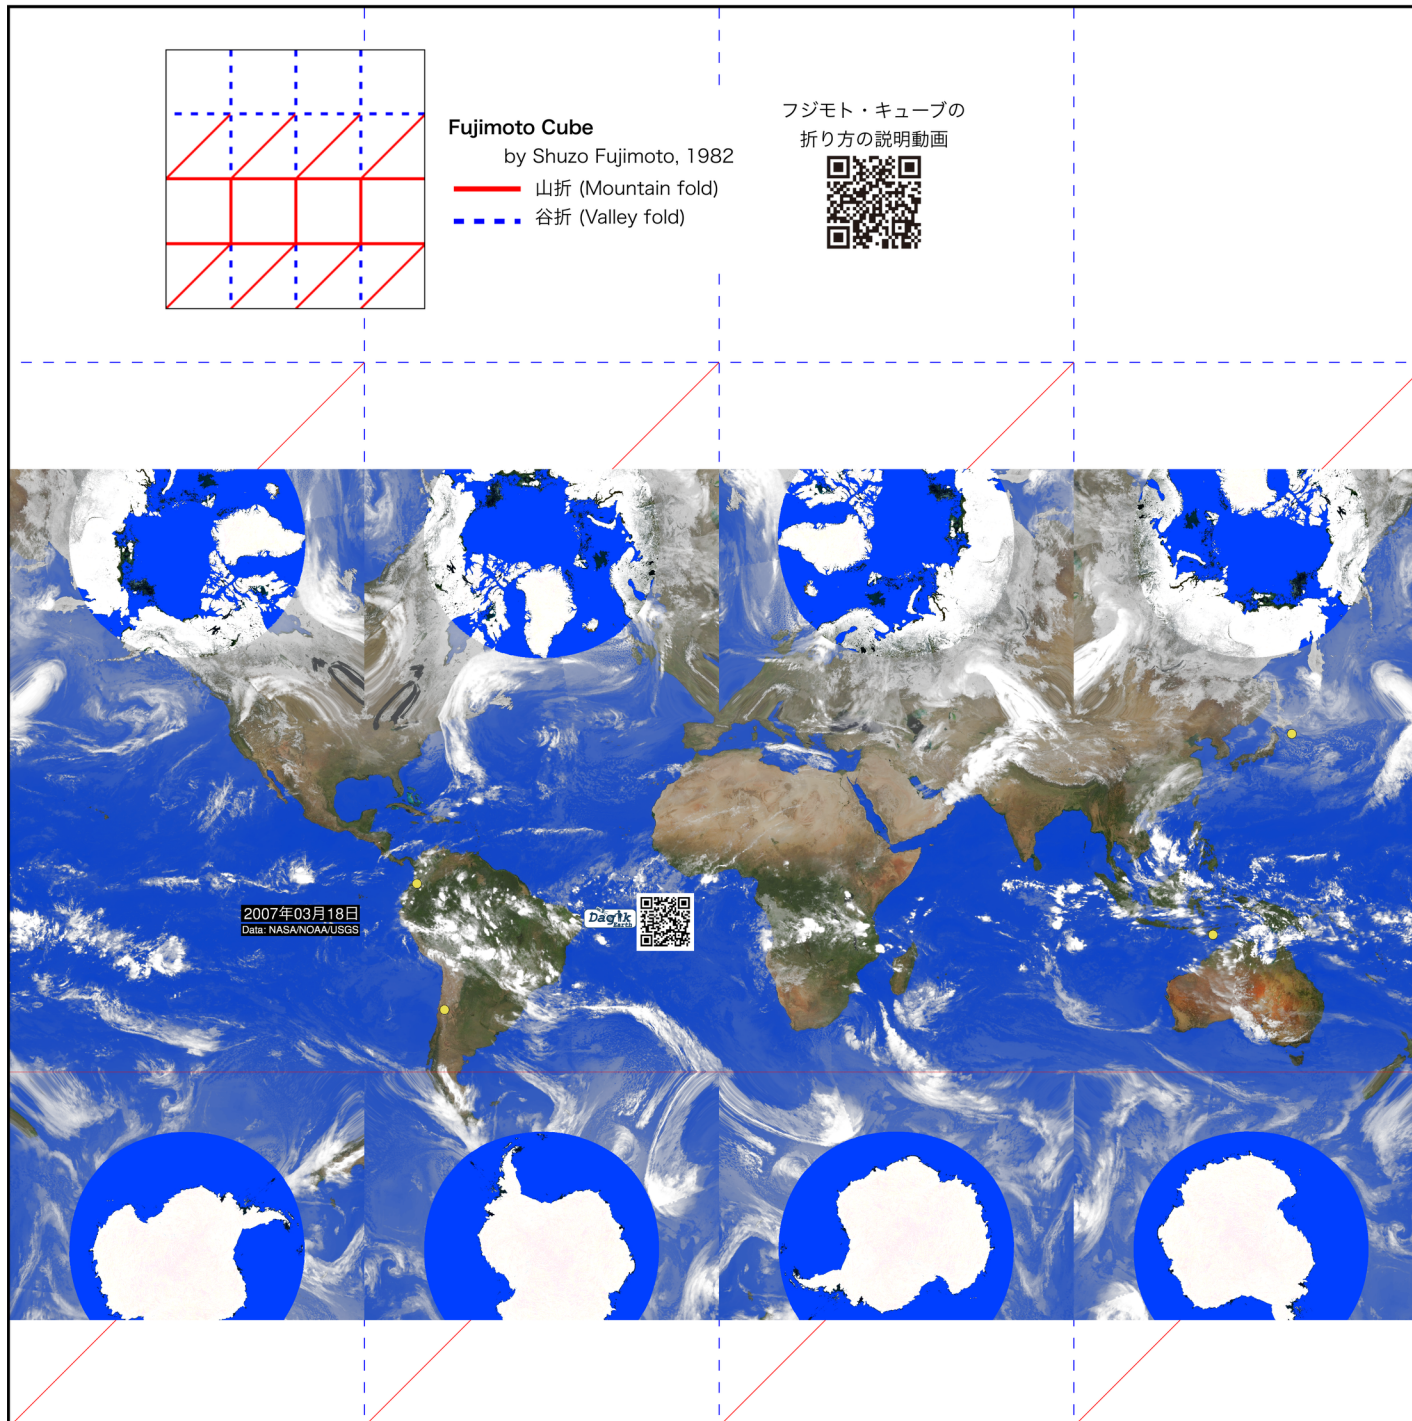 Fujimoto Cube
by Shuzo Fujimoto, 1982
山折 (Mountain fold)
谷折 (Valley fold)
フジモト・キューブの
折り方の説明動画
2007年03月18日
Data: NASA/NOAA/USGS
Dagik
Earth